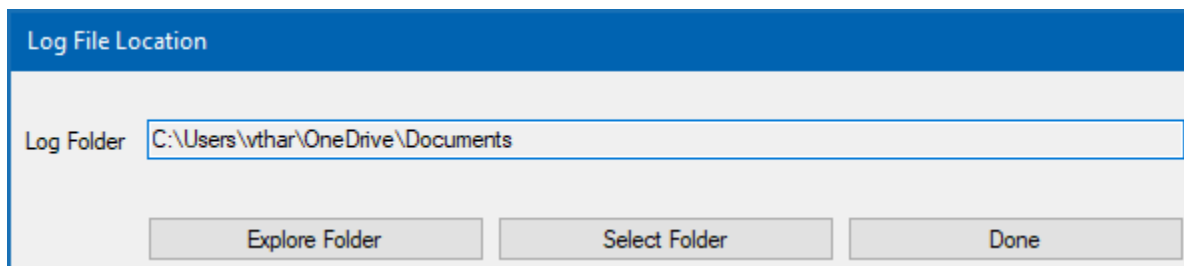 Log File Location
Log Folder C:\Users\vthar\OneDrive\Documents
Explore Folder Select Folder Done